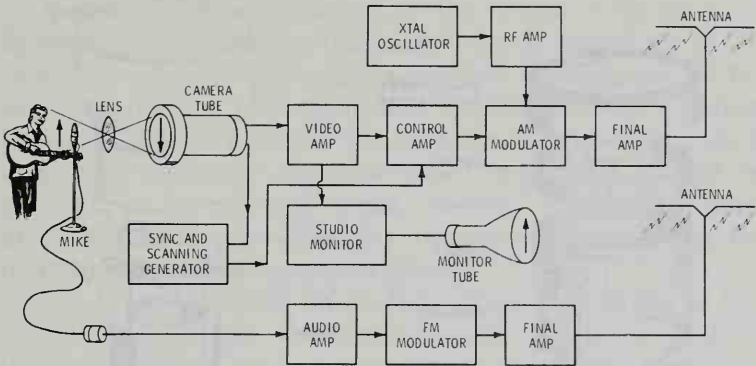 XTAL
OSCILLATOR
RF AMP
ANTENNA
LENS
CAMERA
TUBE
VIDEO
AMP
CONTROL
AMP
AM
MODULATOR
FINAL
AMP
MIKE
SYNC AND
SCANNING
GENERATOR
STUDIO
MONITOR
MONITOR
TUBE
ANTENNA
AUDIO
AMP
FM
MODULATOR
FINAL
AMP